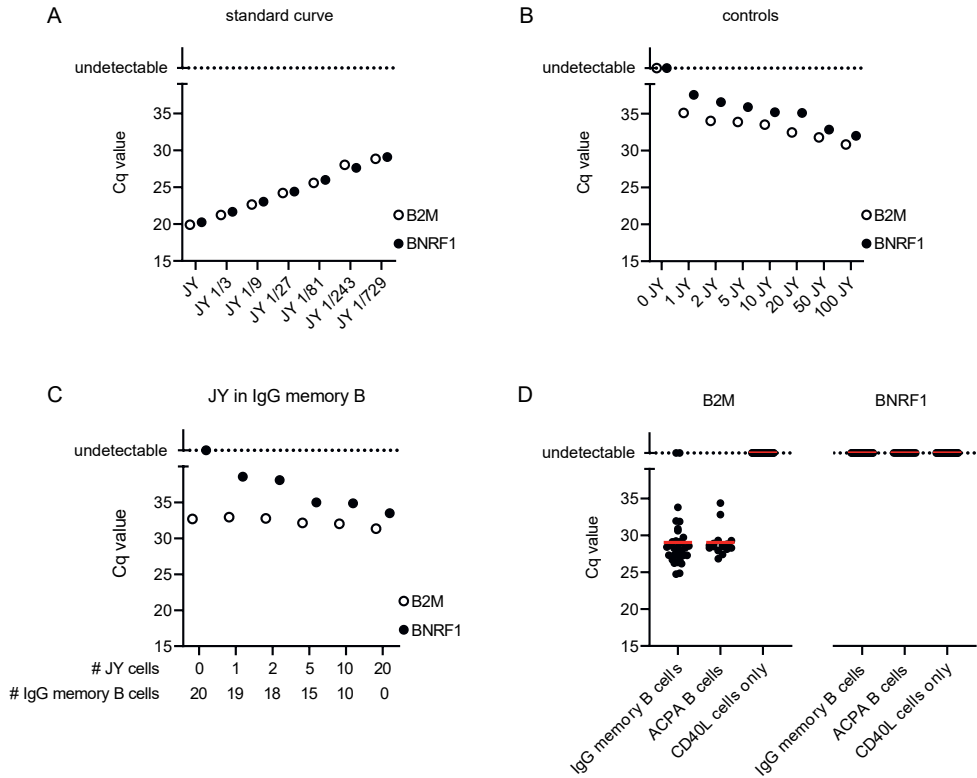 A
standard curve
undetectable
35
30
25
20
15
Cq value
B2M
BNRF1
JY
JY 1/3
JY 1/9
JY 1/27
JY 1/81
JY 1/243
JY 1/729
B
controls
undetectable
35
30
25
20
15
Cq value
B2M
BNRF1
0 JY
1 JY
2 JY
5 JY
10 JY
20 JY
50 JY
100 JY
C
JY in IgG memory B
undetectable
35
30
25
20
15
Cq value
B2M
BNRF1
# JY cells 0 1 2 5 10 20
# IgG memory B cells 20 19 18 15 10 0
D
B2M
BNRF1
undetectable
35
30
25
20
15
Cq value
IgG memory B cells
ACPA B cells
CD40L cells only
IgG memory B cells
ACPA B cells
CD40L cells only